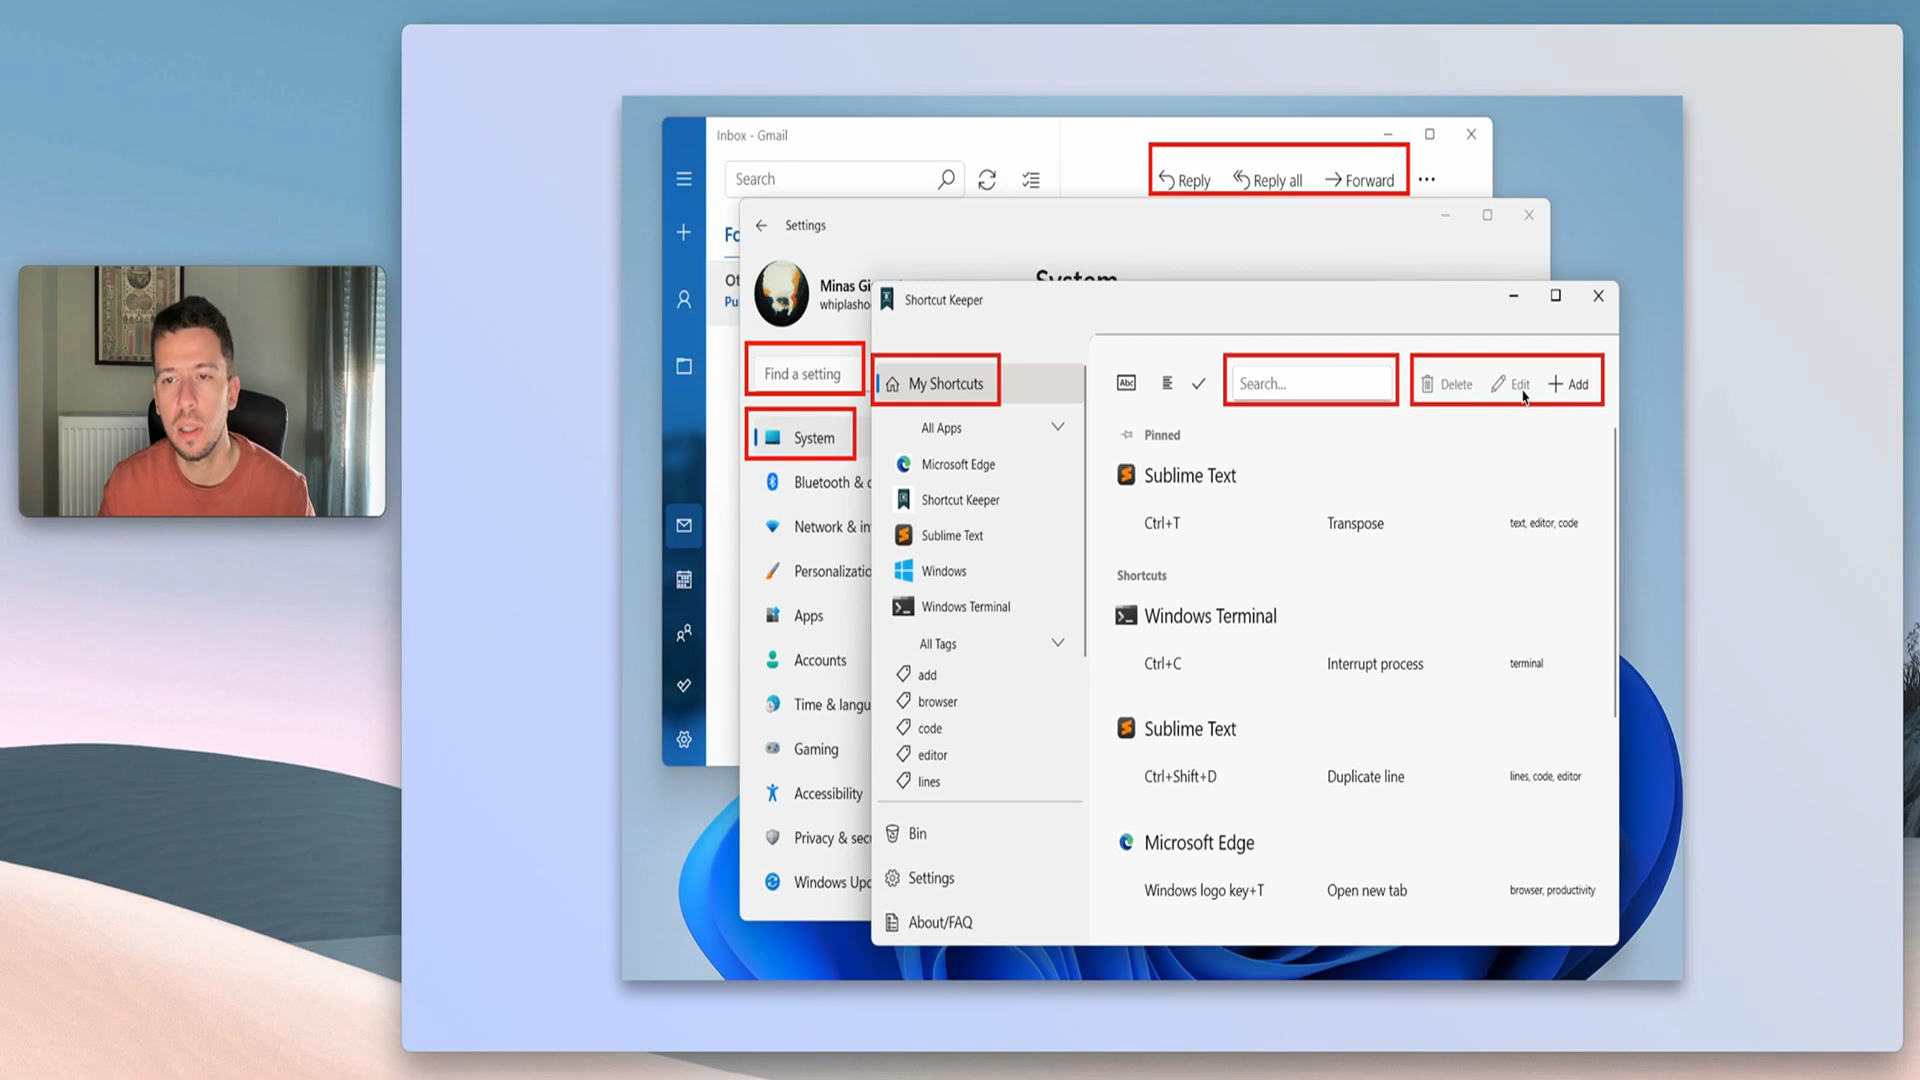 Inbox - Gmail
Search
Reply
Reply all
Forward
Settings
Minas Gi
whiplasho
System
Find a setting
System
Bluetooth &
Network & in
Personalizatio
Apps
Accounts
Time & langu
Gaming
Accessibility
Privacy & sec
Windows Upd
Shortcut Keeper
My Shortcuts
All Apps
Microsoft Edge
Shortcut Keeper
Sublime Text
Windows
Windows Terminal
All Tags
add
browser
code
editor
lines
Bin
Settings
About/FAQ
Abc
Search...
Delete
Edit
Add
Pinned
Sublime Text
Ctrl+T Transpose text, editor, code
Shortcuts
Windows Terminal
Ctrl+C Interrupt process terminal
Sublime Text
Ctrl+Shift+D Duplicate line lines, code, editor
Microsoft Edge
Windows logo key+T Open new tab browser, productivity